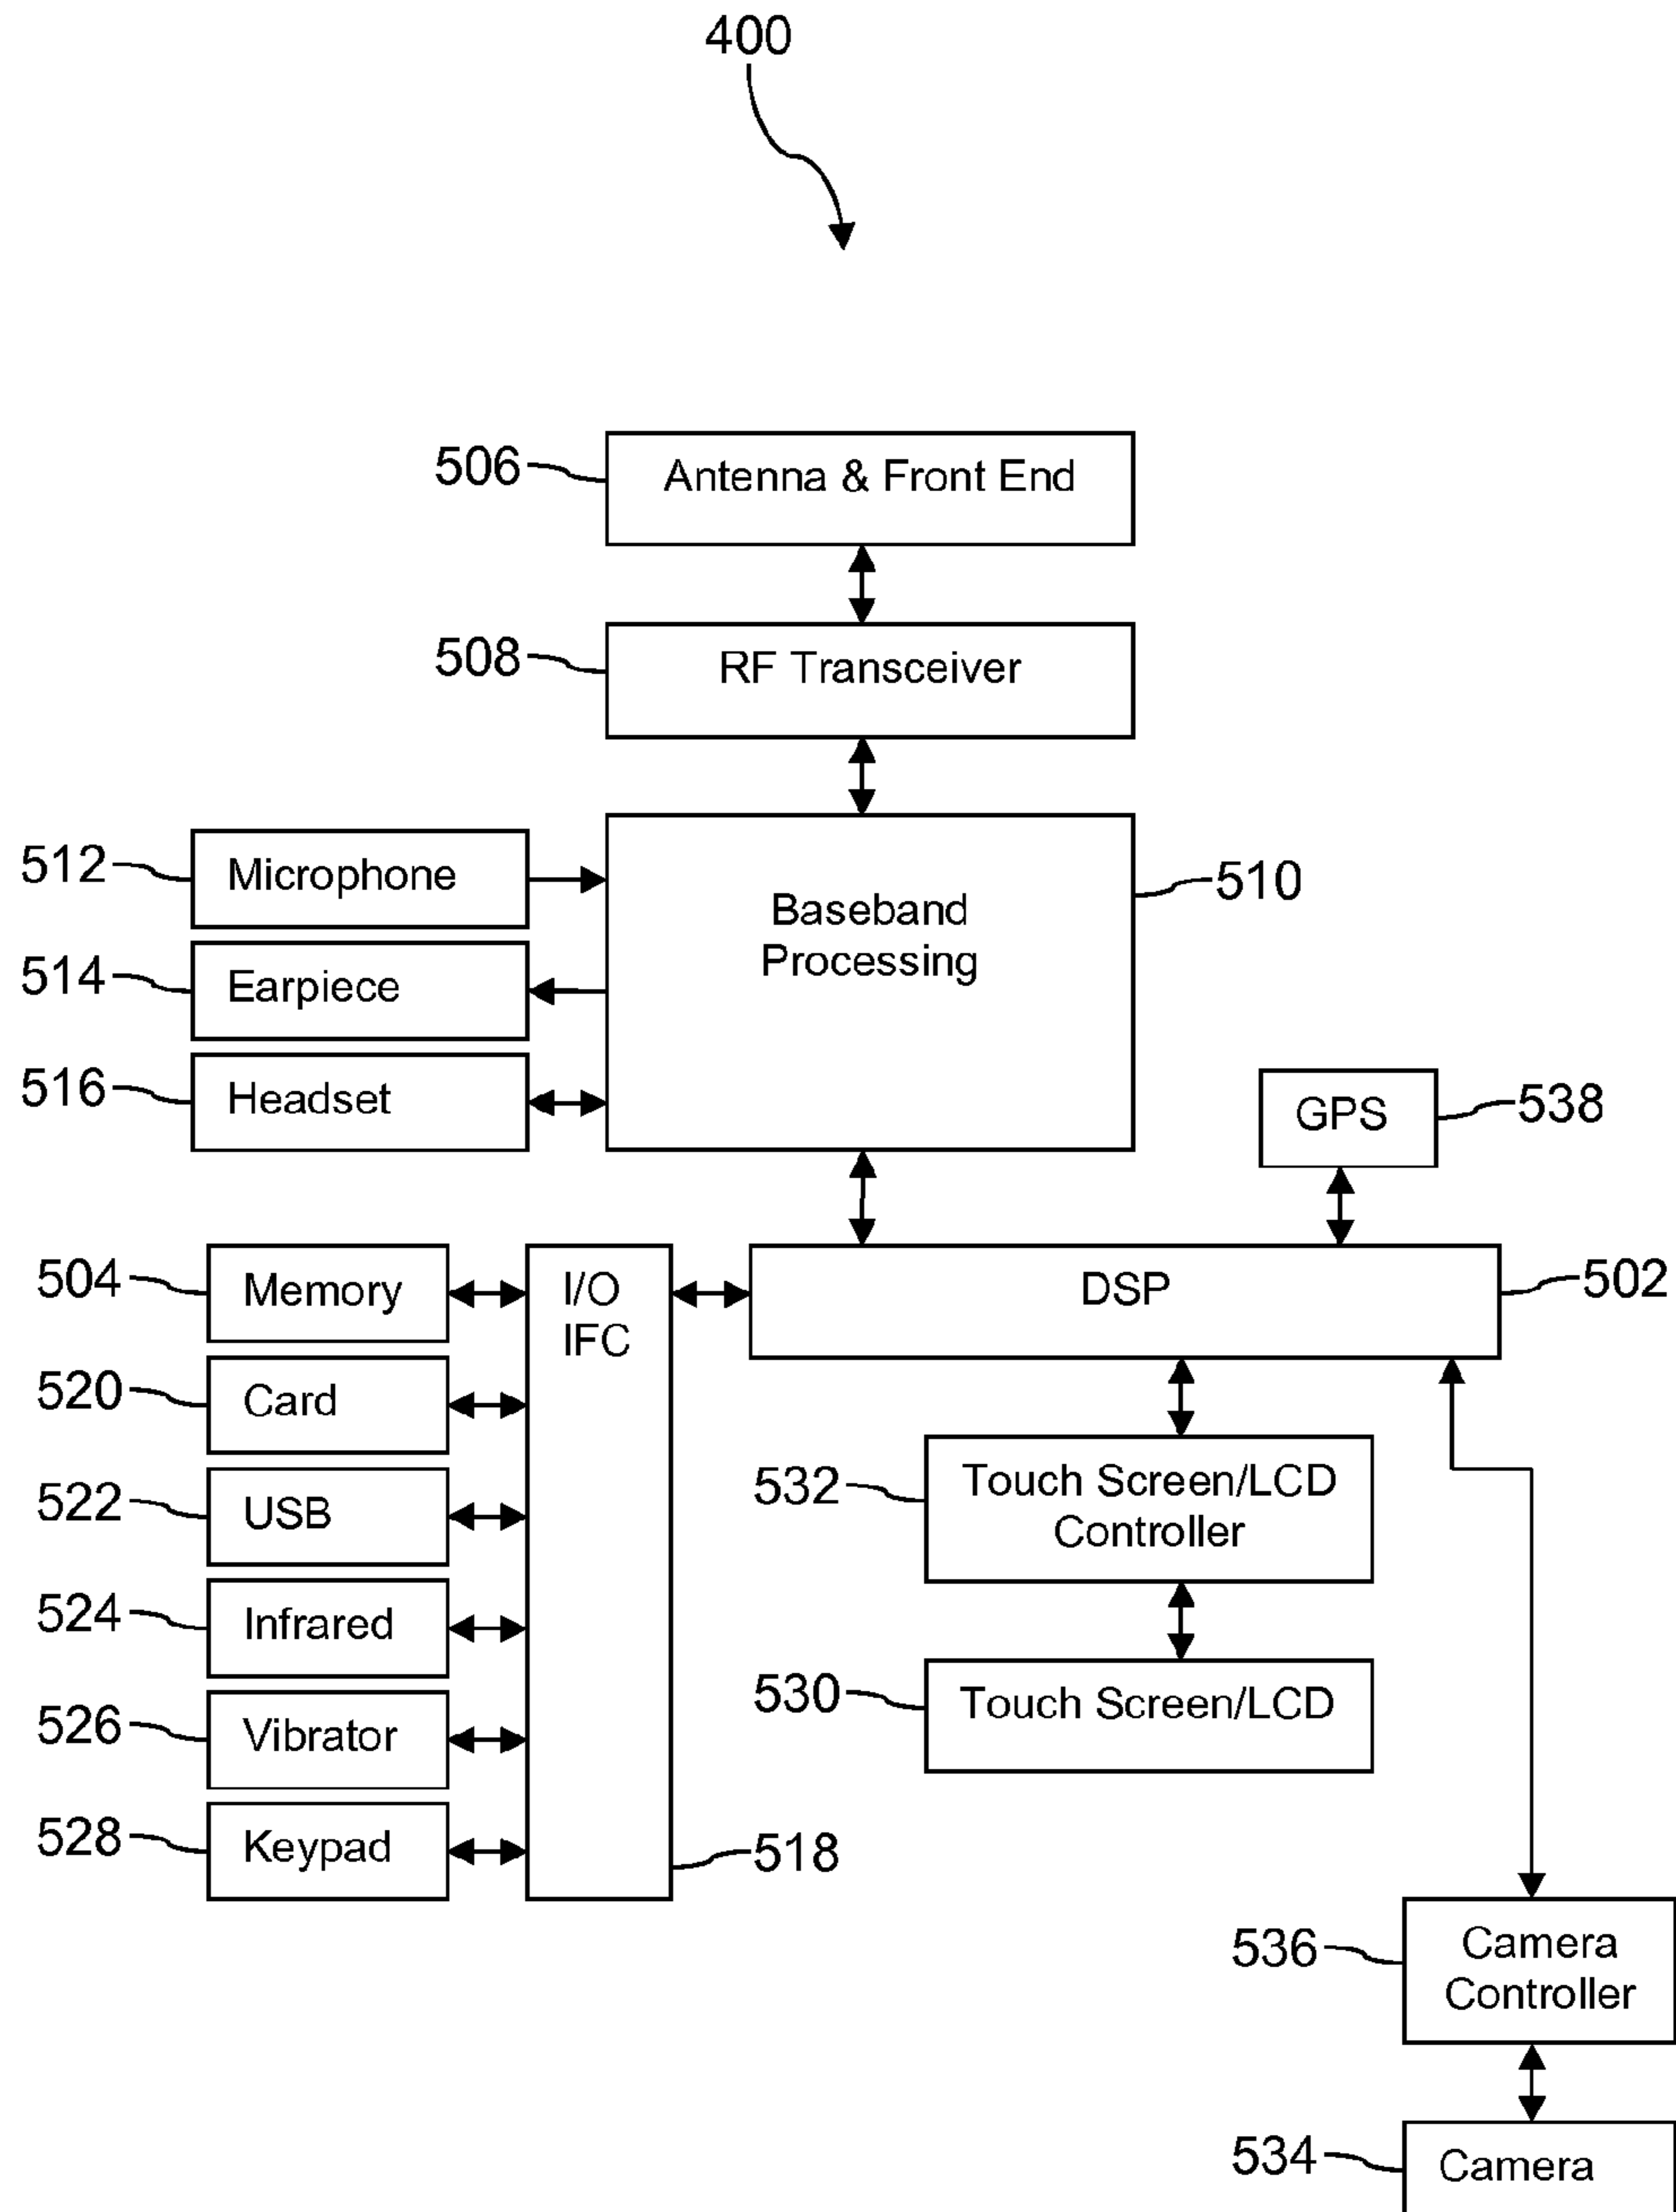 400
506
Antenna & Front End
508
RF Transceiver
512
Microphone
Baseband
Processing
510
514
Earpiece
516
Headset
GPS
538
504
Memory
I/O
IFC
DSP
502
520
Card
522
USB
532
Touch Screen/LCD
Controller
524
Infrared
530
Touch Screen/LCD
526
Vibrator
528
Keypad
518
536
Camera
Controller
534
Camera